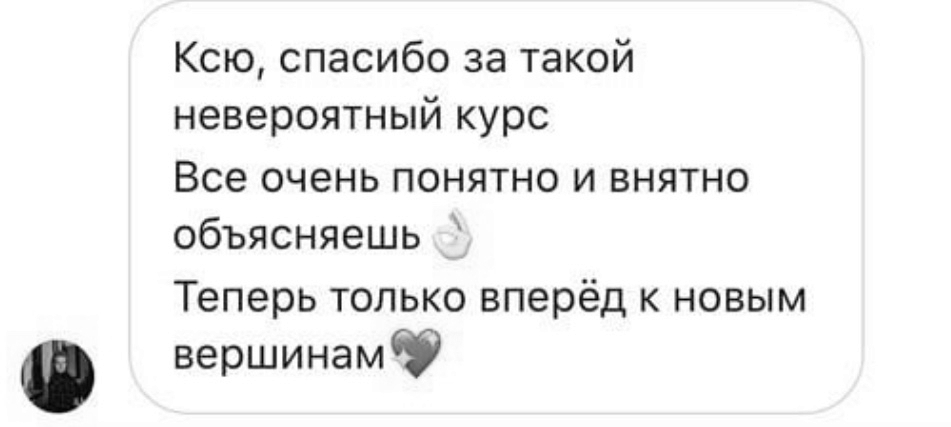 Ксю, спасибо за такой
невероятный курс
Все очень понятно и внятно
объясняешь👌
Теперь только вперёд к новым
вершинам💖